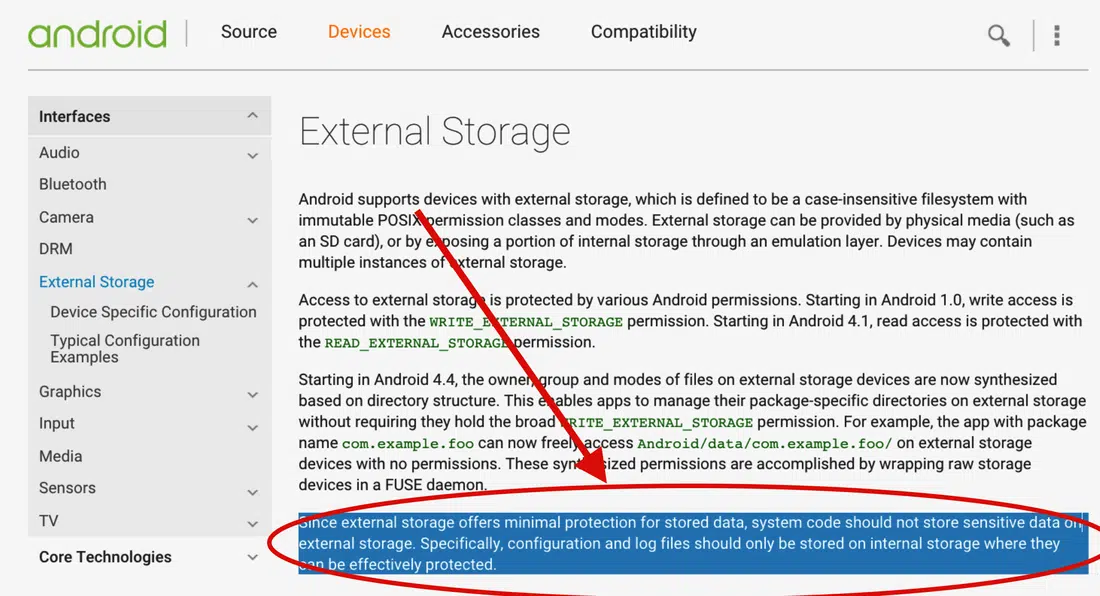 android
Source
Devices
Accessories
Compatibility
Interfaces
Audio
Bluetooth
Camera
DRM
External Storage
Device Specific Configuration
Typical Configuration
Examples
Graphics
Input
Media
Sensors
TV
Core Technologies
External Storage
Android supports devices with external storage, which is defined to be a case-insensitive filesystem with
immutable POSIX permission classes and modes. External storage can be provided by physical media (such as
an SD card), or by exposing a portion of internal storage through an emulation layer. Devices may contain
multiple instances of external storage.
Access to external storage is protected by various Android permissions. Starting in Android 1.0, write access is
protected with the WRITE_EXTERNAL_STORAGE permission. Starting in Android 4.1, read access is protected with
the READ_EXTERNAL_STORAGE permission.
Starting in Android 4.4, the owner, group and modes of files on external storage devices are now synthesized
based on directory structure. This enables apps to manage their package-specific directories on external storage
without requiring they hold the broad WRITE_EXTERNAL_STORAGE permission. For example, the app with package
name com.example.foo can now freely access Android/data/com.example.foo/ on external storage
devices with no permissions. These synthesized permissions are accomplished by wrapping raw storage
devices in a FUSE daemon.
Since external storage offers minimal protection for stored data, system code should not store sensitive data on
external storage. Specifically, configuration and log files should only be stored on internal storage where they
can be effectively protected.